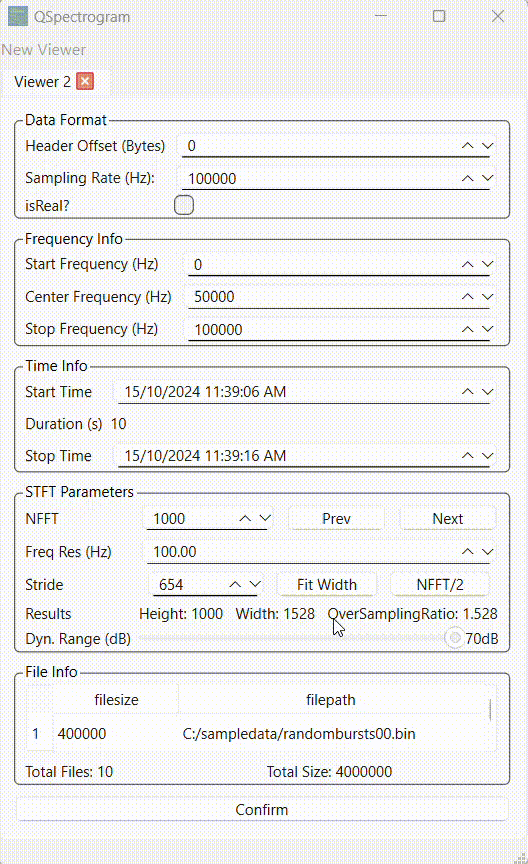 QSpectrogram
New Viewer
Viewer 2
Data Format
Header Offset (Bytes) 0
Sampling Rate (Hz): 100000
isReal?
Frequency Info
Start Frequency (Hz) 0
Center Frequency (Hz) 50000
Stop Frequency (Hz) 100000
Time Info
Start Time 15/10/2024 11:39:06 AM
Duration (s) 10
Stop Time 15/10/2024 11:39:16 AM
STFT Parameters
NFFT 1000 Prev Next
Freq Res (Hz) 100.00
Stride 654 Fit Width NFFT/2
Results Height: 1000 Width: 1528 OverSamplingRatio: 1.528
Dyn. Range (dB) 70dB
File Info
filesize filepath
1 400000 C:/sampledata/randombursts00.bin
Total Files: 10 Total Size: 4000000
Confirm